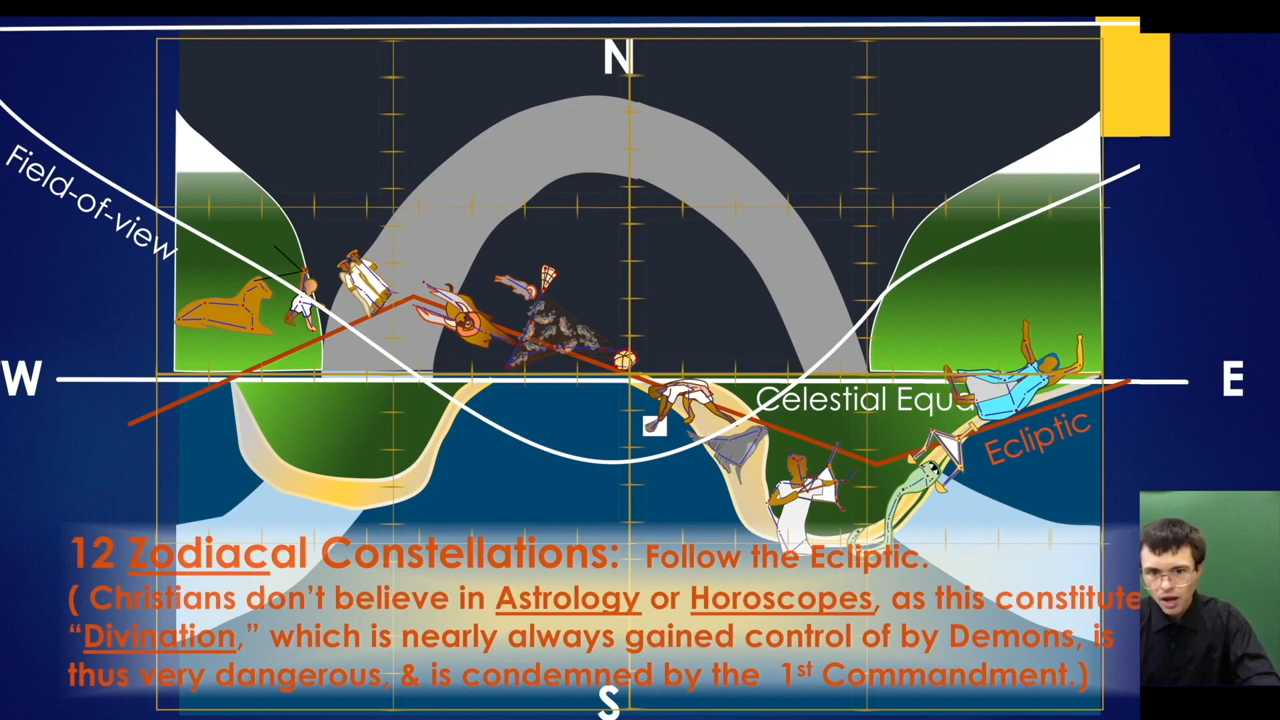 N
Field-of-view
W
E
Celestial Equa
Ecliptic
12 Zodiacal Constellations: Follow the Ecliptic.
( Christians don't believe in Astrology or Horoscopes, as this constitute
“Divination,” which is nearly always gained control of by Demons, is
thus very dangerous, & is condemned by the 1st Commandment.)
S